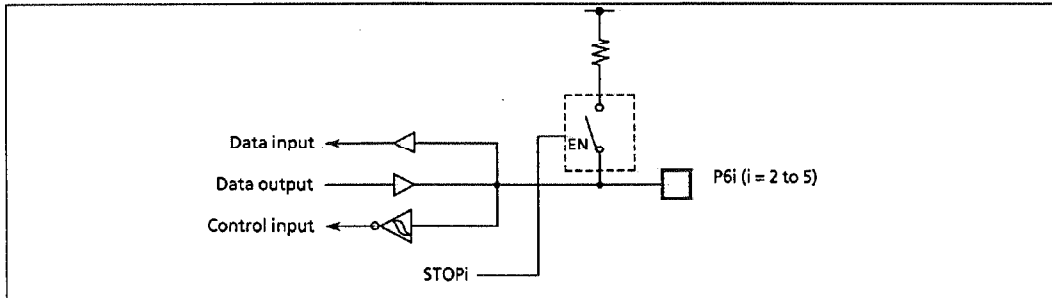 EN
Data input
Data output
P6i (i = 2 to 5)
Control input
STOPi